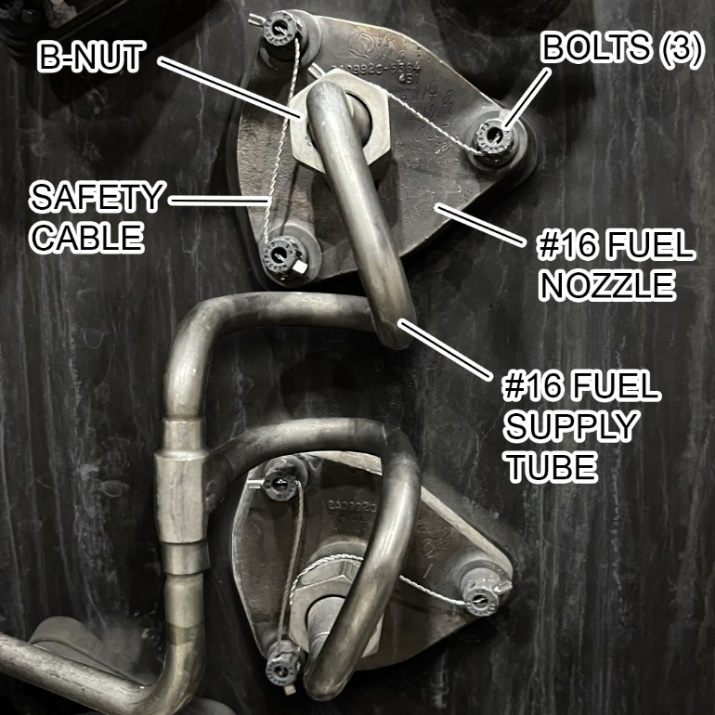 B-NUT
BOLTS (3)
SAFETY
CABLE
#16 FUEL
NOZZLE
#16 FUEL
SUPPLY
TUBE